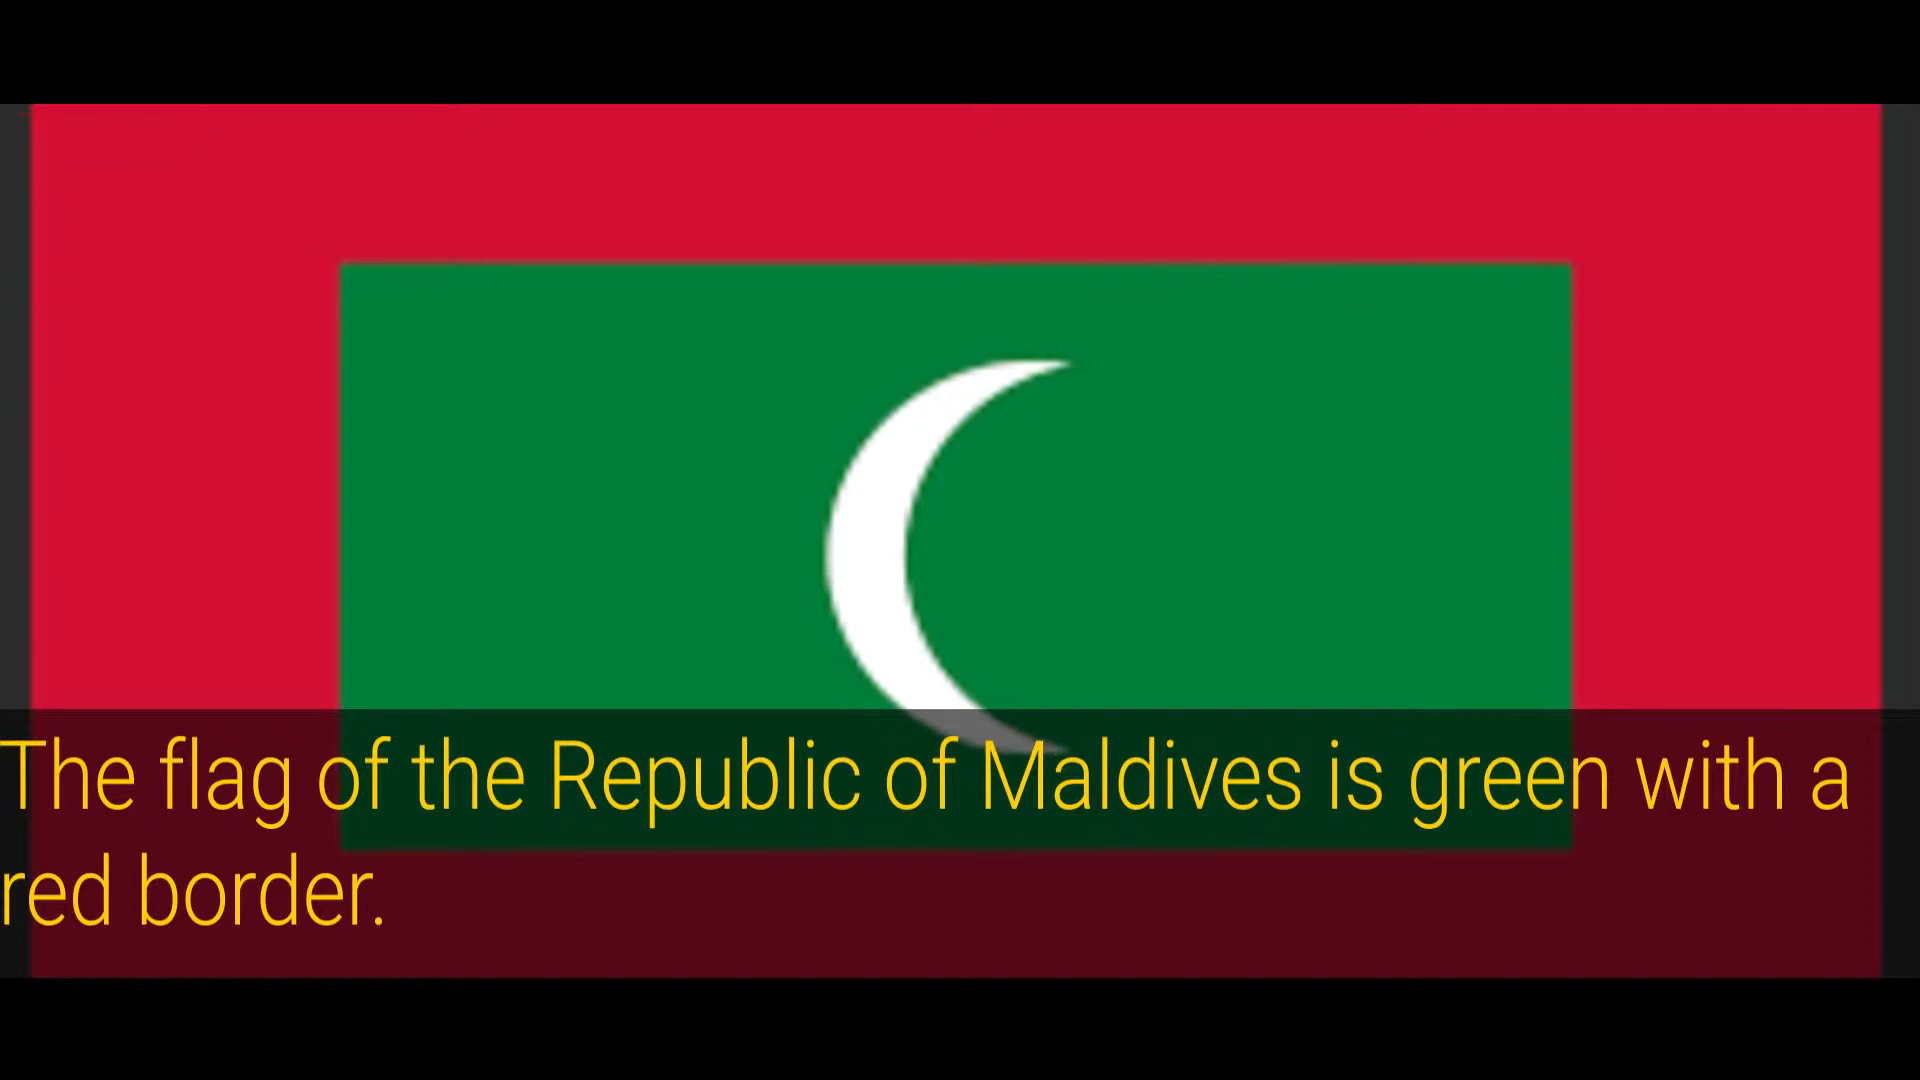 The flag of the Republic of Maldives is green with a
red border.